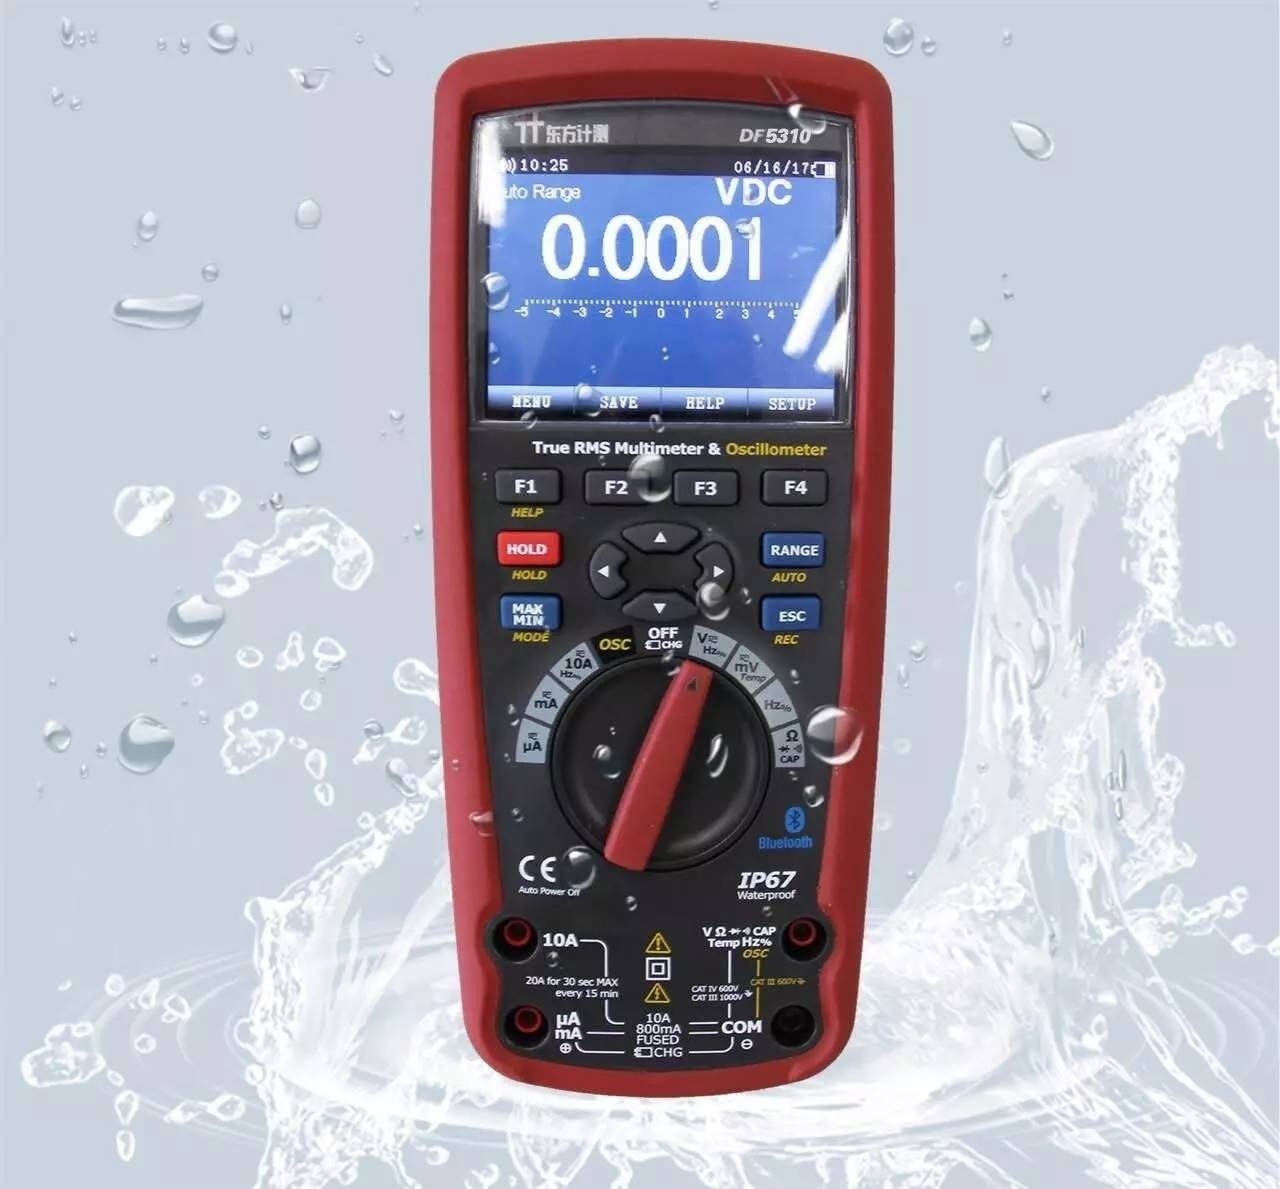 东方计测 DF5310
10:25 06/16/17
uto Range VDC
0.0001
-5 -4 -3 -2 -1 0 1 2 3 4 5
MENU SAVE HELP SETUP
True RMS Multimeter & Oscillometer
F1 F2 F3 F4
HELP
HOLD RANGE
HOLD AUTO
MAX MIN ESC
MODE REC
OSC OFF CHG
V Hz%
mV Temp
Hz%
Ω CAP
10A Hz%
mA
µA
Bluetooth
CE
Auto Power Off
IP67
Waterproof
10A
V Ω CAP
Temp Hz%
OSC
20A for 30 sec MAX
every 15 min
CAT IV 600V
CAT III 1000V
CAT III 600V
µA
mA
10A
800mA
FUSED
CHG
COM